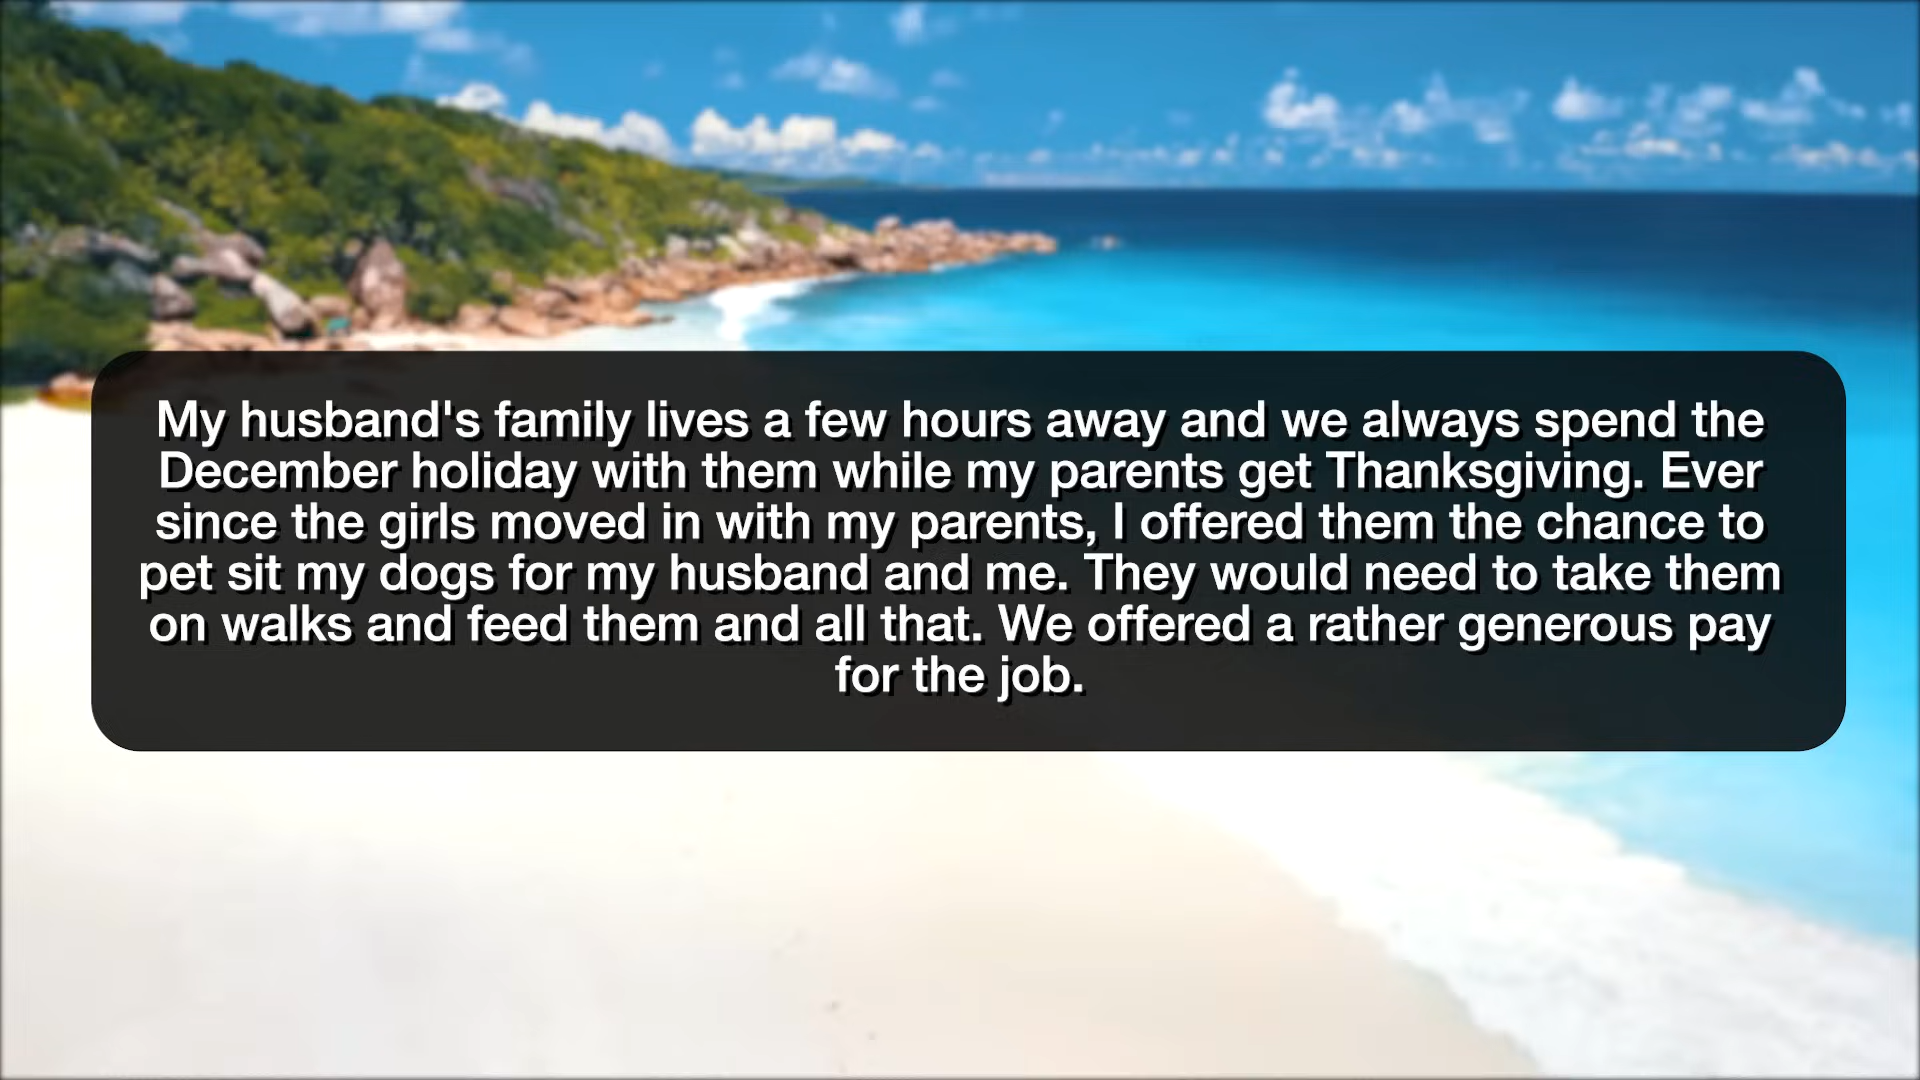 My husband's family lives a few hours away and we always spend the
December holiday with them while my parents get Thanksgiving. Ever
since the girls moved in with my parents, I offered them the chance to
pet sit my dogs for my husband and me. They would need to take them
on walks and feed them and all that. We offered a rather generous pay
for the job.